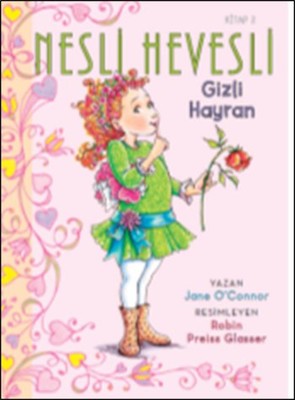 KİTAP 2
NESLİ HEVESLİ
Gizli
Hayran
YAZAN
Jane O'Connor
RESİMLEYEN
Robin
Preiss Glasser